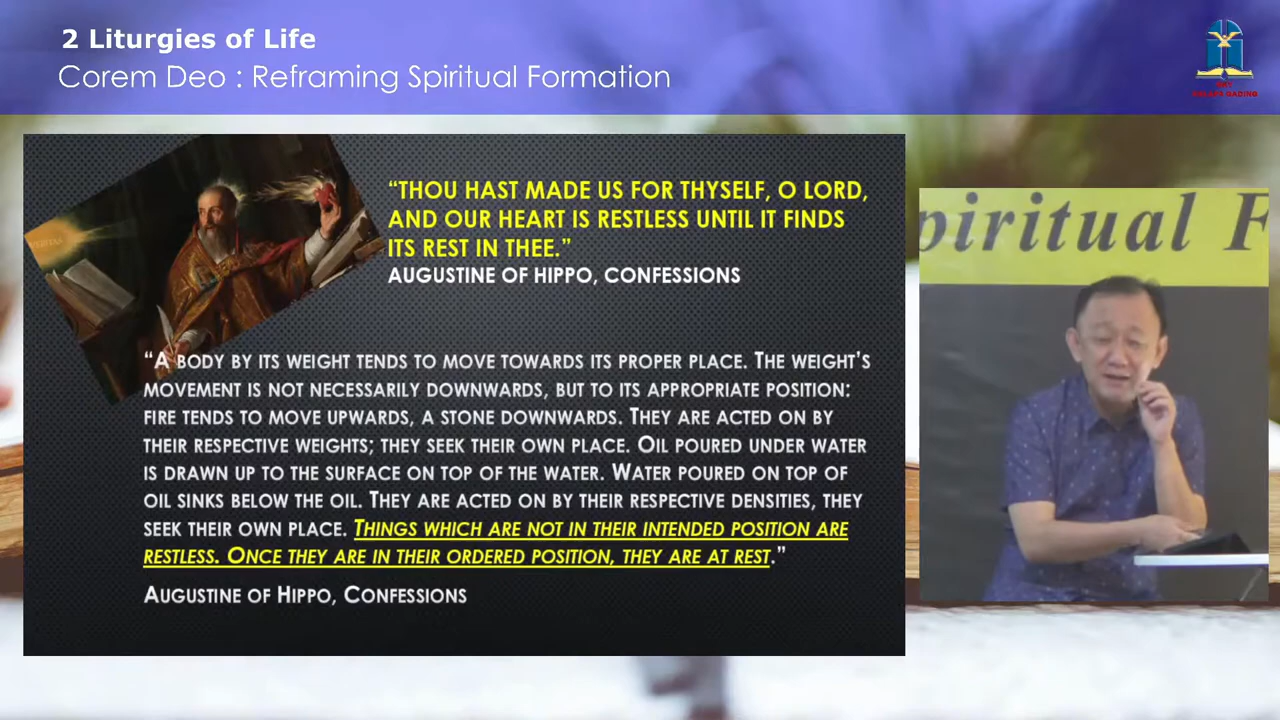 2 Liturgies of Life
Corem Deo : Reframing Spiritual Formation
“THOU HAST MADE US FOR THYSELF, O LORD,
AND OUR HEART IS RESTLESS UNTIL IT FINDS
ITS REST IN THEE.”
AUGUSTINE OF HIPPO, CONFESSIONS
“A BODY BY ITS WEIGHT TENDS TO MOVE TOWARDS ITS PROPER PLACE. THE WEIGHT’S
MOVEMENT IS NOT NECESSARILY DOWNWARDS, BUT TO ITS APPROPRIATE POSITION:
FIRE TENDS TO MOVE UPWARDS, A STONE DOWNWARDS. THEY ARE ACTED ON BY
THEIR RESPECTIVE WEIGHTS; THEY SEEK THEIR OWN PLACE. OIL POURED UNDER WATER
IS DRAWN UP TO THE SURFACE ON TOP OF THE WATER. WATER POURED ON TOP OF
OIL SINKS BELOW THE OIL. THEY ARE ACTED ON BY THEIR RESPECTIVE DENSITIES, THEY
SEEK THEIR OWN PLACE. THINGS WHICH ARE NOT IN THEIR INTENDED POSITION ARE
RESTLESS. ONCE THEY ARE IN THEIR ORDERED POSITION, THEY ARE AT REST.”
AUGUSTINE OF HIPPO, CONFESSIONS
piritual F